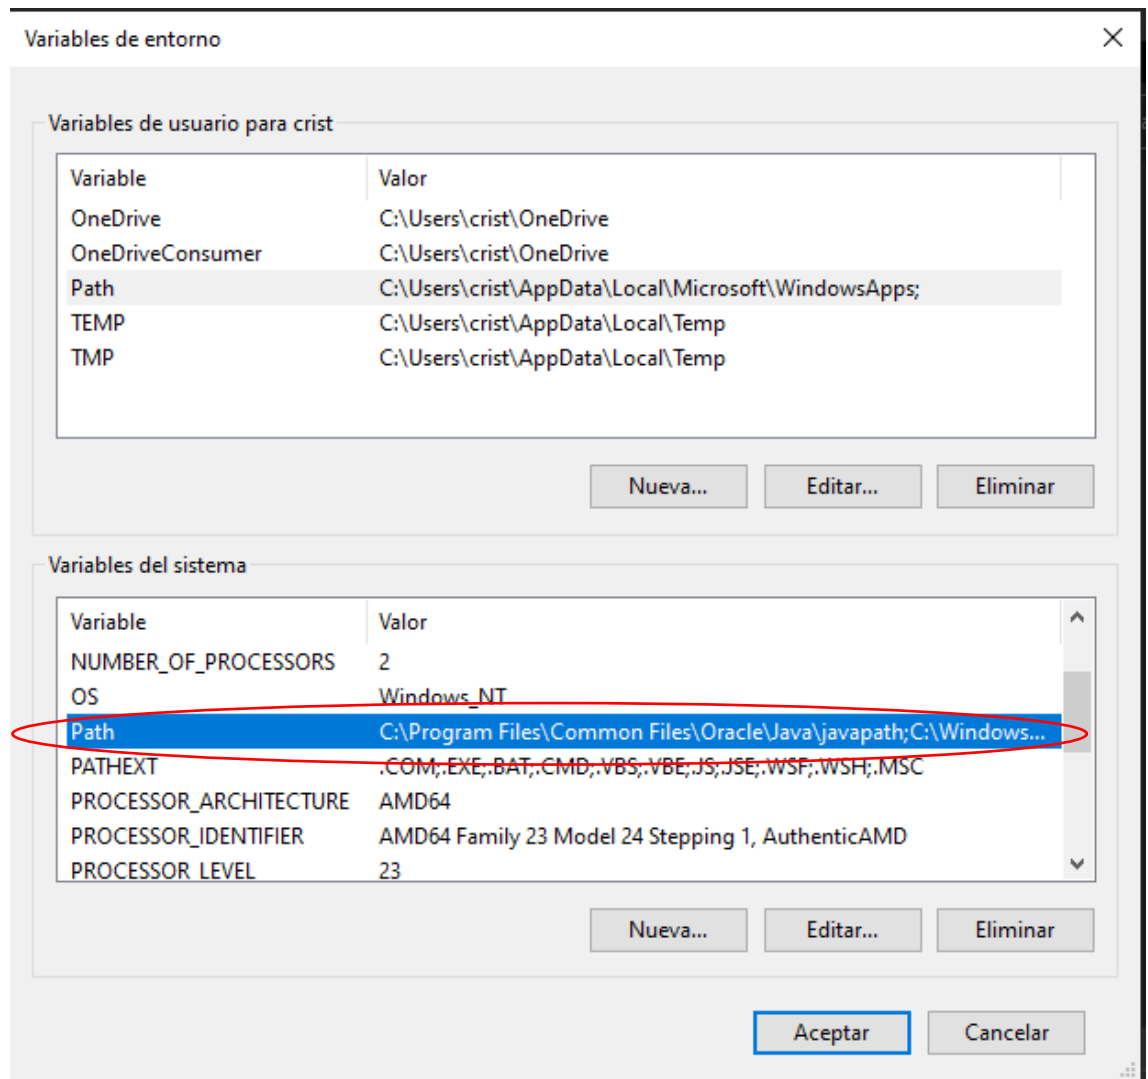 Variables de entorno
Variables de usuario para crist
Variable Valor
OneDrive C:\Users\crist\OneDrive
OneDriveConsumer C:\Users\crist\OneDrive
Path C:\Users\crist\AppData\Local\Microsoft\WindowsApps;
TEMP C:\Users\crist\AppData\Local\Temp
TMP C:\Users\crist\AppData\Local\Temp
Nueva... Editar... Eliminar
Variables del sistema
Variable Valor
NUMBER_OF_PROCESSORS 2
OS Windows_NT
Path C:\Program Files\Common Files\Oracle\Java\javapath;C:\Windows...
PATHEXT .COM;.EXE;.BAT;.CMD;.VBS;.VBE;.JS;.JSE;.WSF;.WSH;.MSC
PROCESSOR_ARCHITECTURE AMD64
PROCESSOR_IDENTIFIER AMD64 Family 23 Model 24 Stepping 1, AuthenticAMD
PROCESSOR_LEVEL 23
Nueva... Editar... Eliminar
Aceptar Cancelar